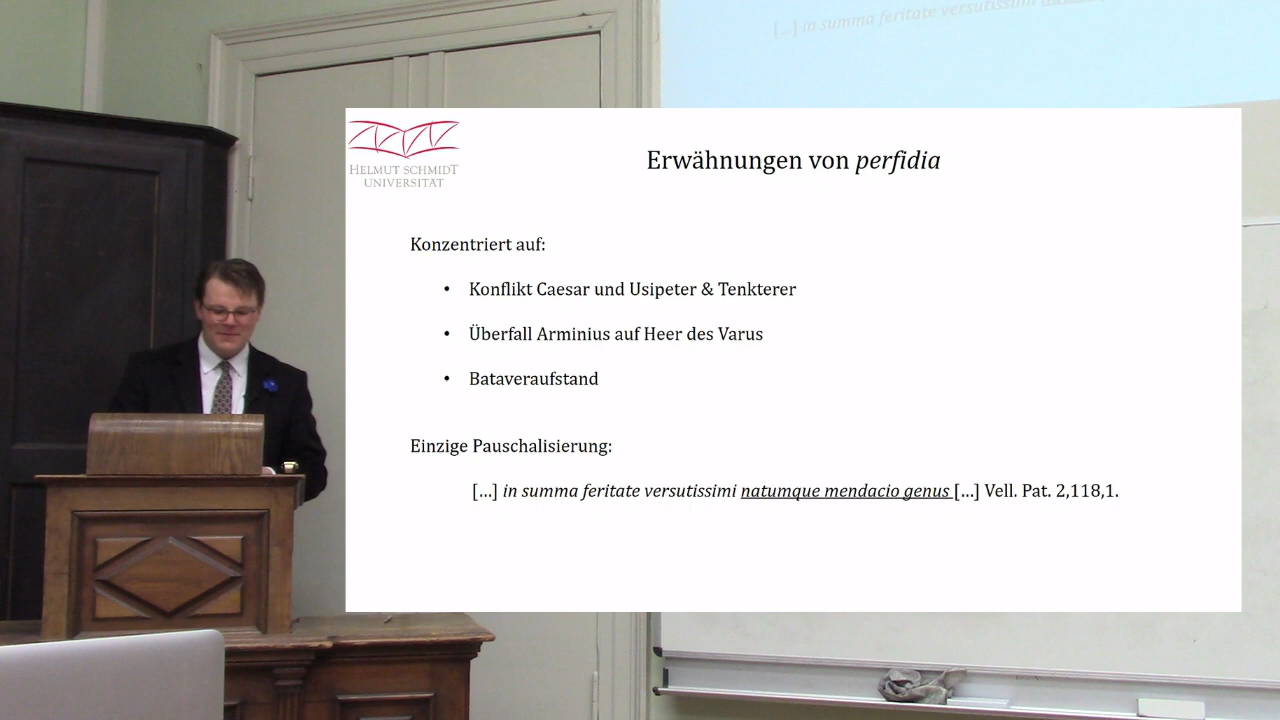 […] in summa feritate versutissimi
HELMUT SCHMIDT
UNIVERSITÄT
Erwähnungen von perfidia
Konzentriert auf:
• Konflikt Caesar und Usipeter & Tenkterer
• Überfall Arminius auf Heer des Varus
• Bataveraufstand
Einzige Pauschalisierung:
[…] in summa feritate versutissimi natumque mendacio genus […] Vell. Pat. 2,118,1.